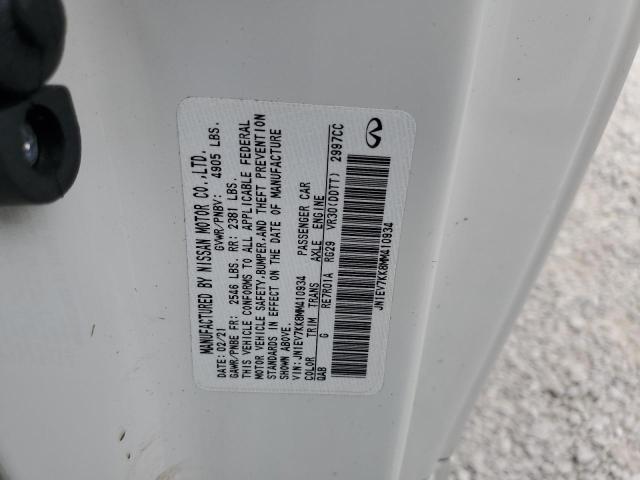 MANUFACTURED BY NISSAN MOTOR CO.,LTD.
DATE: 02/21 GVWR/PNBV: 4905 LBS.
GAWR/PNBE FR: 2546 LBS. RR: 2381 LBS.
THIS VEHICLE CONFORMS TO ALL APPLICABLE FEDERAL
MOTOR VEHICLE SAFETY,BUMPER,AND THEFT PREVENTION
STANDARDS IN EFFECT ON THE DATE OF MANUFACTURE
SHOWN ABOVE.
VIN:JN1EV7KK8MM410934 PASSENGER CAR
COLOR TRIM TRANS AXLE ENGINE
QAB G RE7R01A RG29 VR30(DDTT) 2997CC
JN1EV7KK8MM410934